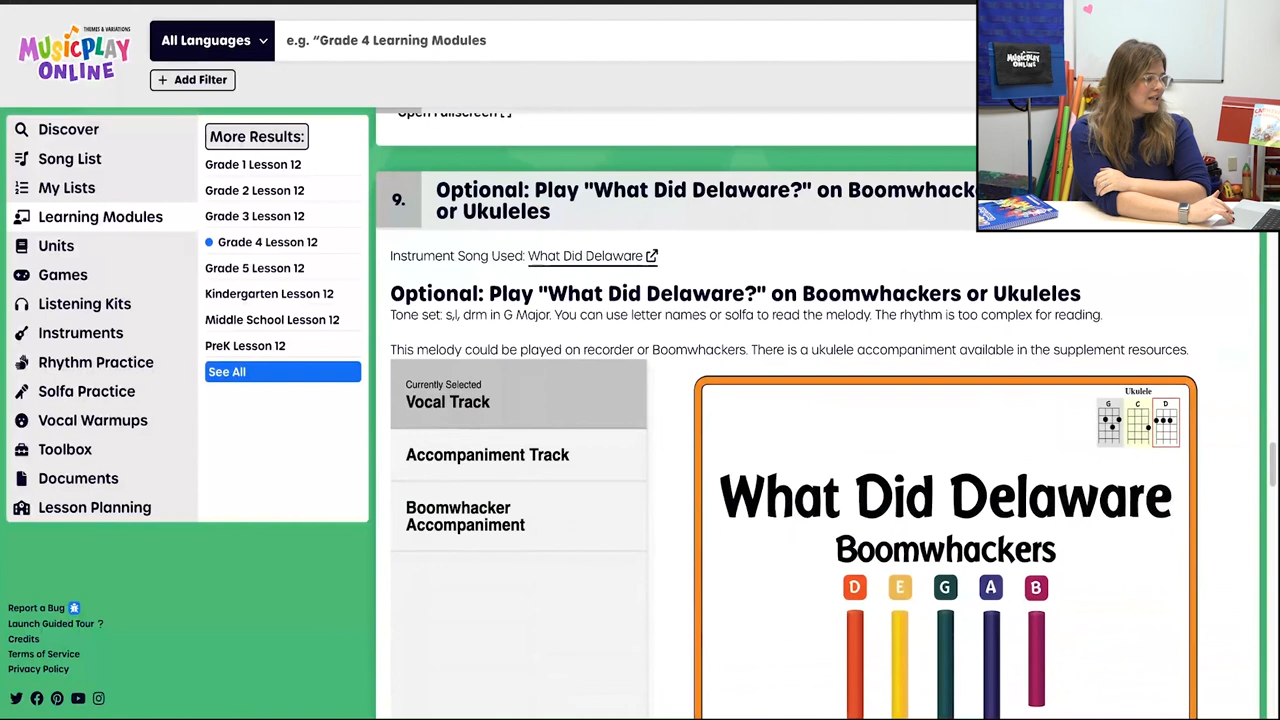 THEMES & VARIATIONS
MUSICPLAY
ONLINE
All Languages
e.g. “Grade 4 Learning Modules
+ Add Filter
Discover
Song List
My Lists
Learning Modules
Units
Games
Listening Kits
Instruments
Rhythm Practice
Solfa Practice
Vocal Warmups
Toolbox
Documents
Lesson Planning
More Results:
Grade 1 Lesson 12
Grade 2 Lesson 12
Grade 3 Lesson 12
Grade 4 Lesson 12
Grade 5 Lesson 12
Kindergarten Lesson 12
Middle School Lesson 12
PreK Lesson 12
See All
Report a Bug
Launch Guided Tour ?
Credits
Terms of Service
Privacy Policy
Open Fullscreen [ ]
9.
Optional: Play "What Did Delaware?" on Boomwhack
or Ukuleles
Instrument Song Used: What Did Delaware
Optional: Play "What Did Delaware?" on Boomwhackers or Ukuleles
Tone set: s,l, drm in G Major. You can use letter names or solfa to read the melody. The rhythm is too complex for reading.
This melody could be played on recorder or Boomwhackers. There is a ukulele accompaniment available in the supplement resources.
Currently Selected
Vocal Track
Accompaniment Track
Boomwhacker
Accompaniment
Ukulele
G C D
What Did Delaware
Boomwhackers
D E G A B
MUSICPLAY
ONLINE